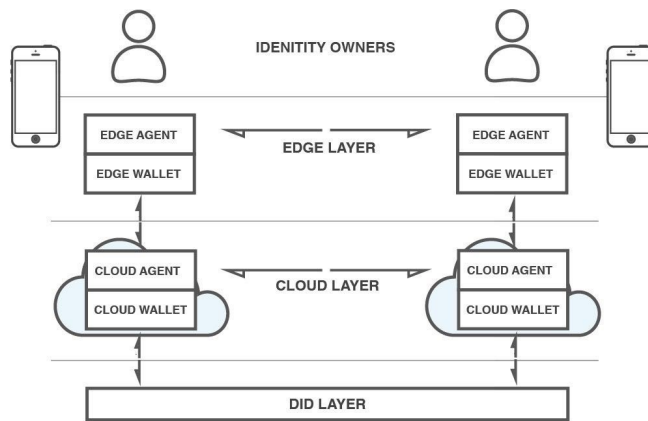 IDENITITY OWNERS
EDGE AGENT
EDGE AGENT
EDGE LAYER
EDGE WALLET
EDGE WALLET
CLOUD AGENT
CLOUD AGENT
CLOUD LAYER
CLOUD WALLET
CLOUD WALLET
DID LAYER